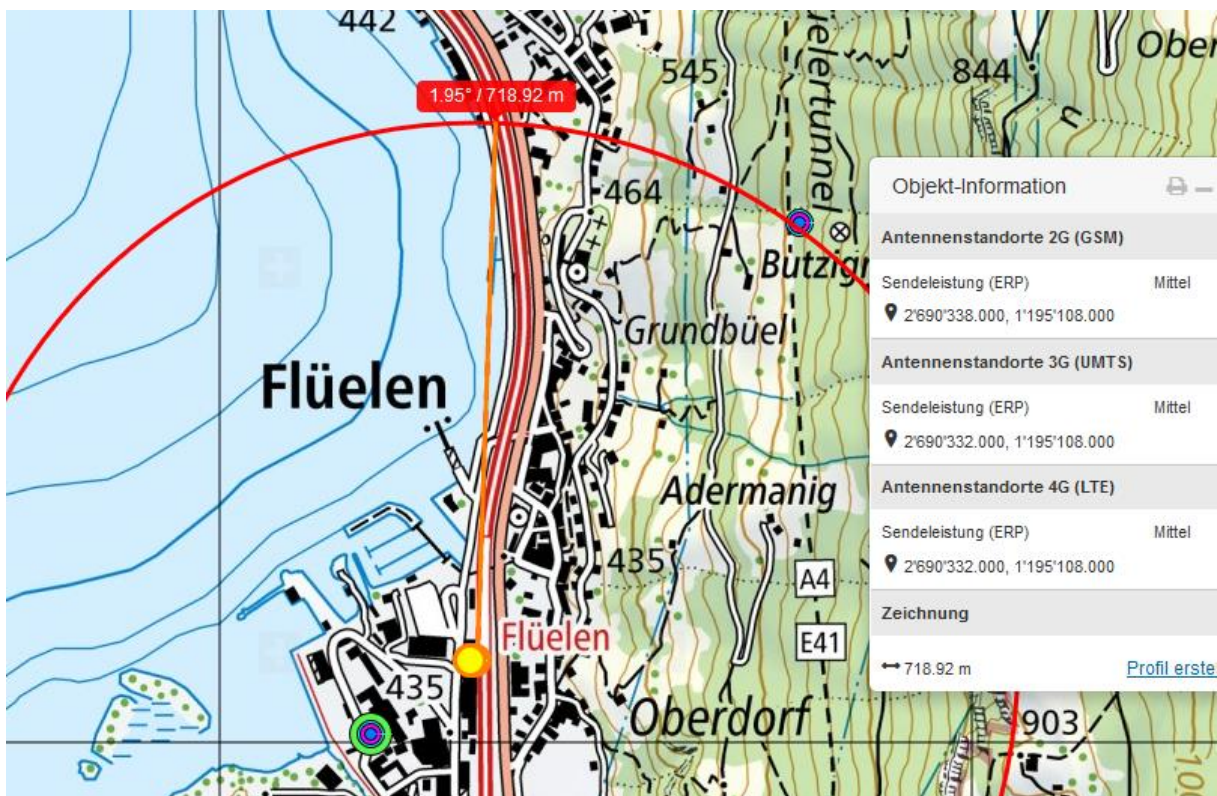 442
Ober
1.95° / 718.92 m
545
844
elertunnel
464
Butzig
Grundbüel
Flüelen
Adermanig
435
A4
Flüelen
E41
435
Oberdorf
903
Objekt-Information
Antennenstandorte 2G (GSM)
Sendeleistung (ERP) Mittel
2'690'338.000, 1'195'108.000
Antennenstandorte 3G (UMTS)
Sendeleistung (ERP) Mittel
2'690'332.000, 1'195'108.000
Antennenstandorte 4G (LTE)
Sendeleistung (ERP) Mittel
2'690'332.000, 1'195'108.000
Zeichnung
718.92 m Profil erstel